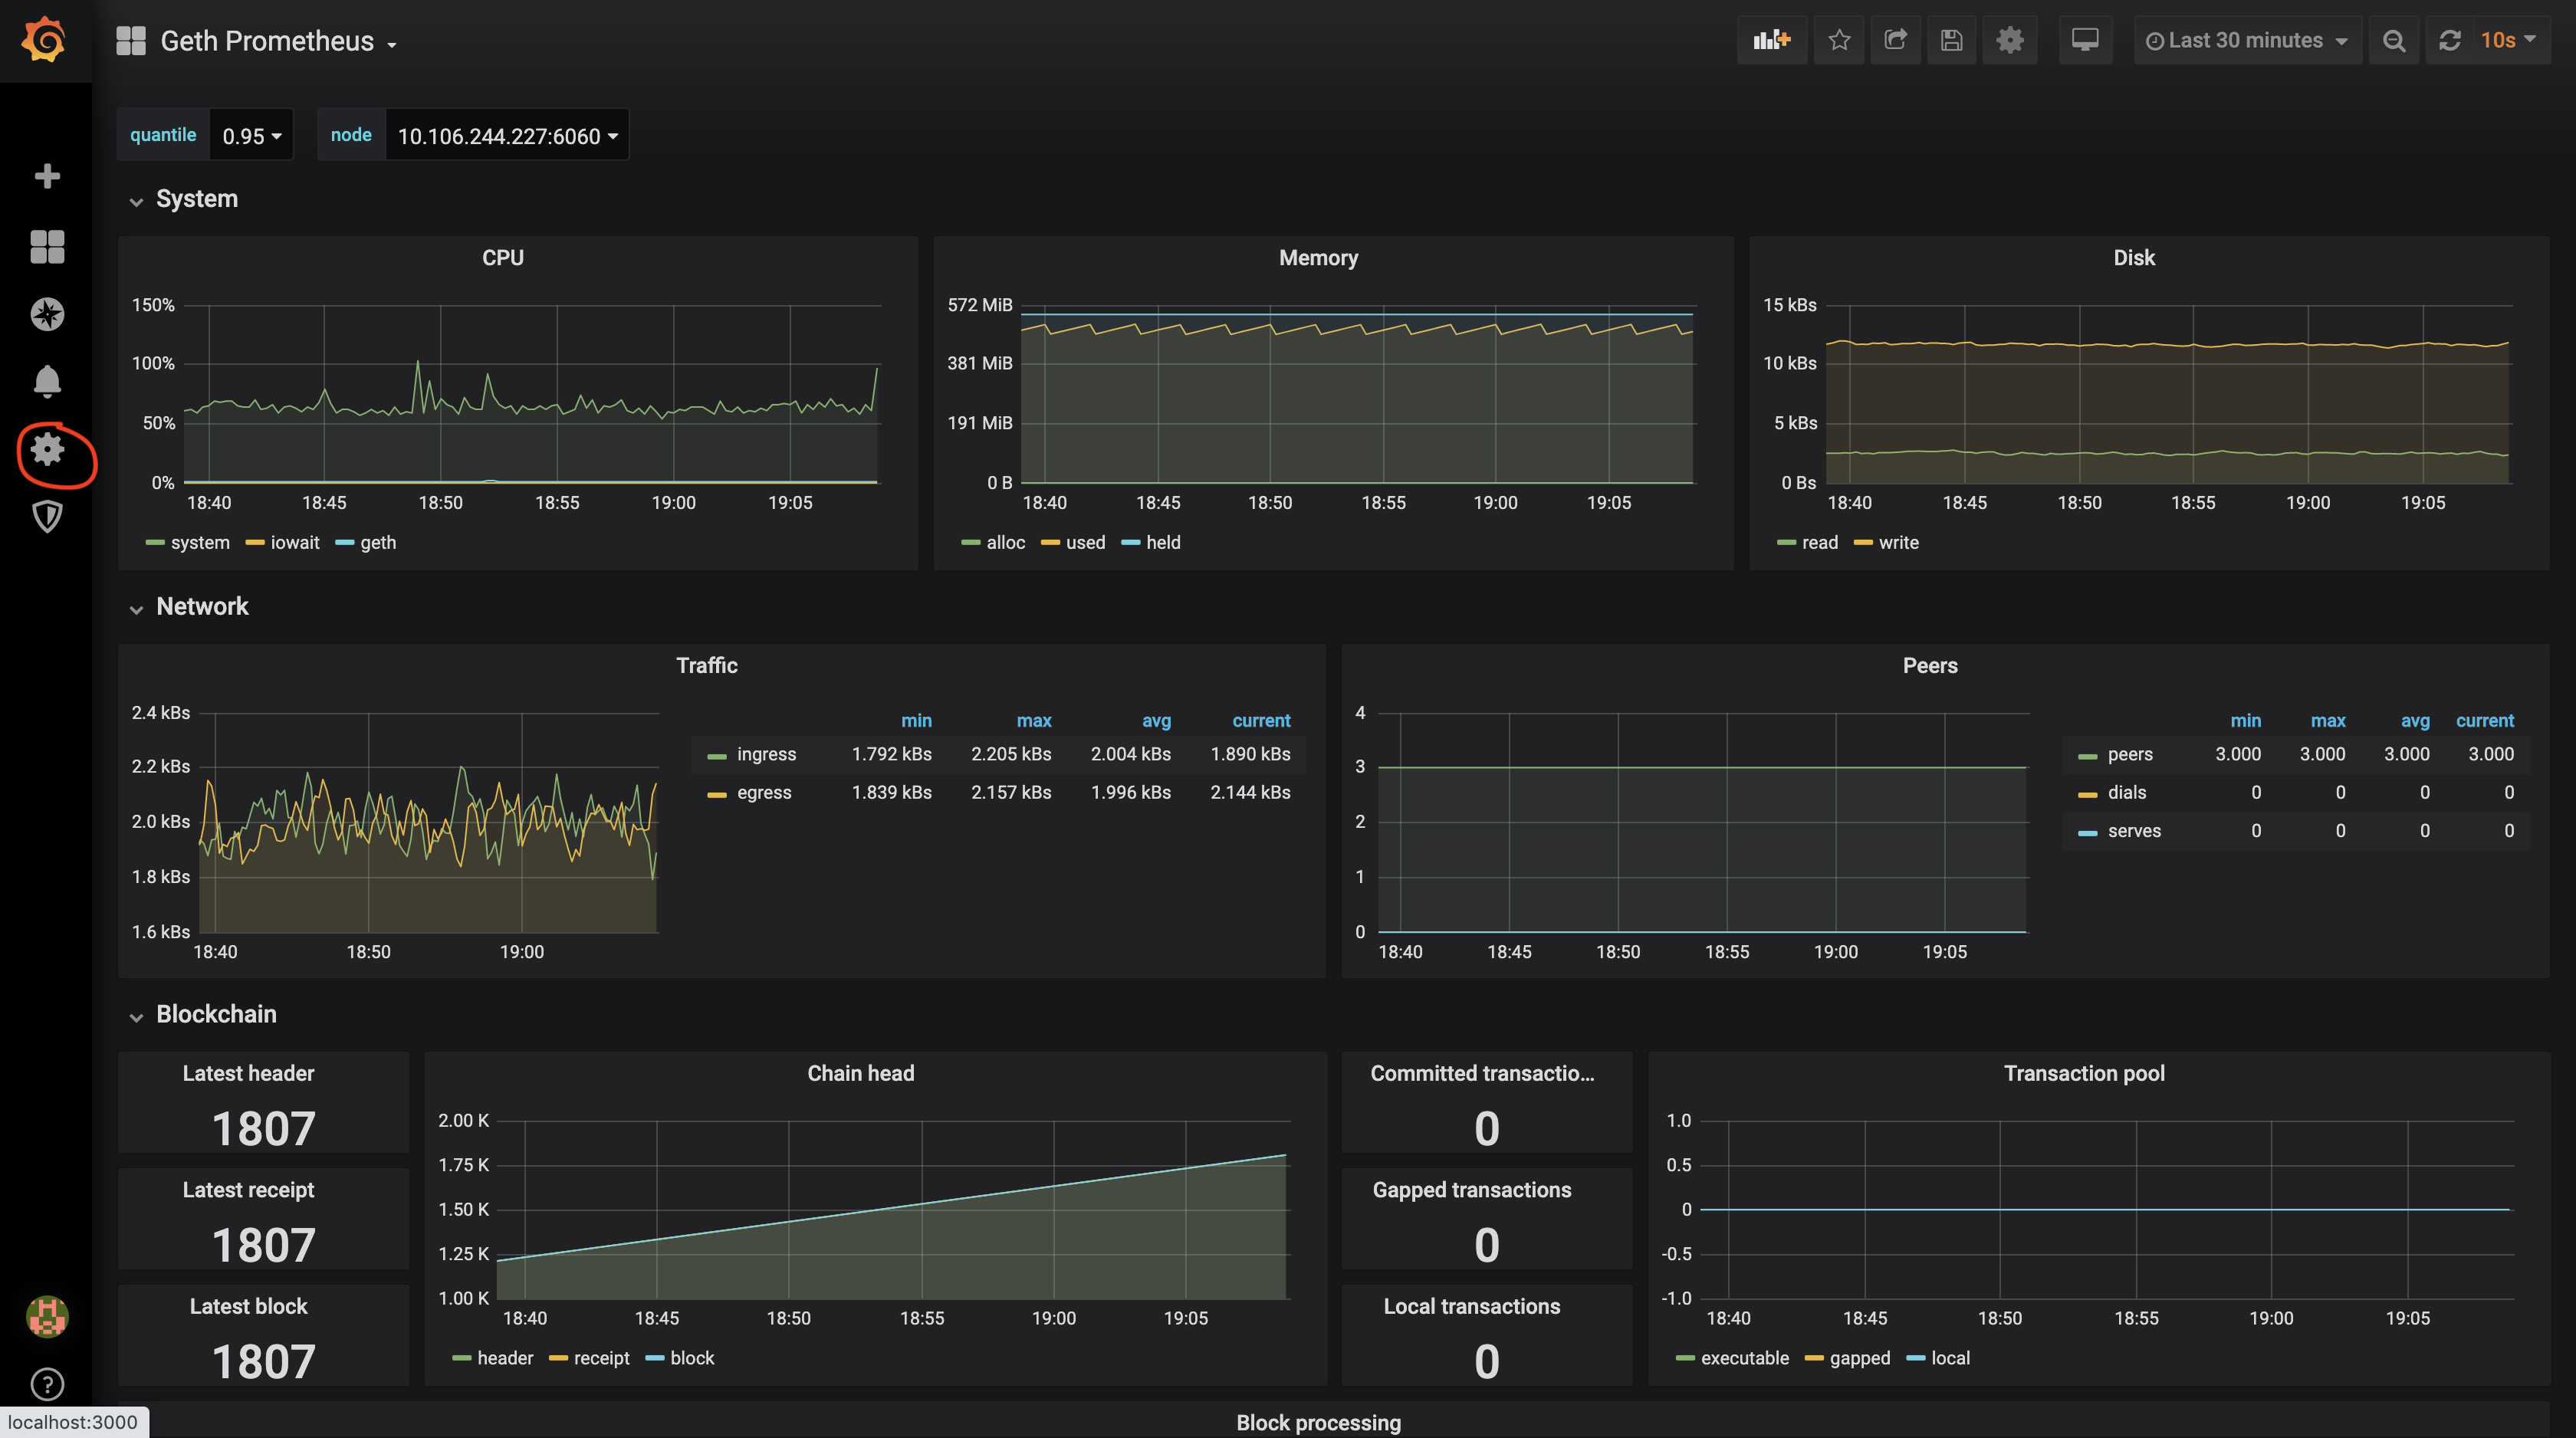 Geth Prometheus
Last 30 minutes
10s
quantile 0.95 node 10.106.244.227:6060
System
CPU
150%
100%
50%
0%
18:40 18:45 18:50 18:55 19:00 19:05
system iowait geth
Memory
572 MiB
381 MiB
191 MiB
0 B
18:40 18:45 18:50 18:55 19:00 19:05
alloc used held
Disk
15 kBs
10 kBs
5 kBs
0 Bs
18:40 18:45 18:50 18:55 19:00 19:05
read write
Network
Traffic
2.4 kBs
2.2 kBs
2.0 kBs
1.8 kBs
1.6 kBs
18:40 18:50 19:00
min max avg current
ingress 1.792 kBs 2.205 kBs 2.004 kBs 1.890 kBs
egress 1.839 kBs 2.157 kBs 1.996 kBs 2.144 kBs
Peers
4
3
2
1
0
18:40 18:45 18:50 18:55 19:00 19:05
min max avg current
peers 3.000 3.000 3.000 3.000
dials 0 0 0 0
serves 0 0 0 0
Blockchain
Latest header
1807
Latest receipt
1807
Latest block
1807
Chain head
2.00 K
1.75 K
1.50 K
1.25 K
1.00 K
18:40 18:45 18:50 18:55 19:00 19:05
header receipt block
Committed transactio...
0
Gapped transactions
0
Local transactions
0
Transaction pool
1.0
0.5
0
-0.5
-1.0
18:40 18:45 18:50 18:55 19:00 19:05
executable gapped local
localhost:3000
Block processing